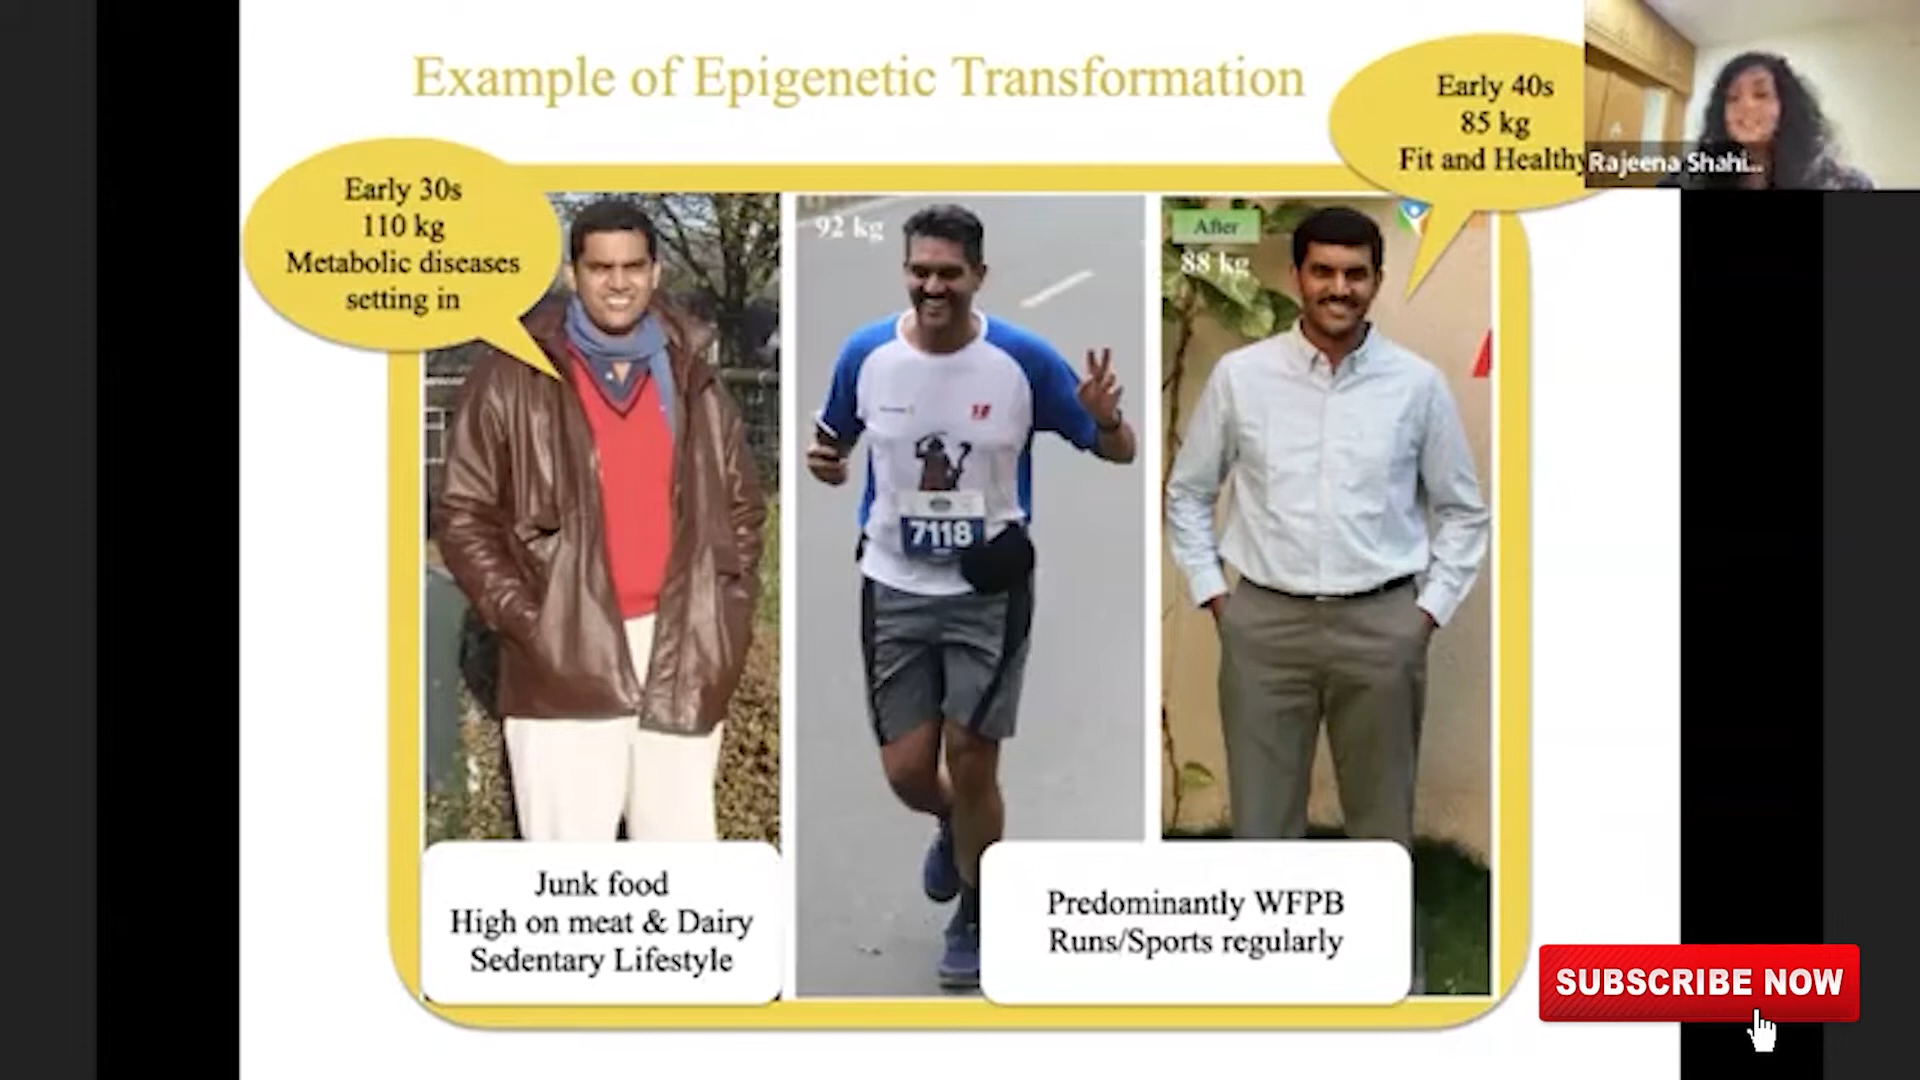 Example of Epigenetic Transformation
Early 30s
110 kg
Metabolic diseases
setting in
Early 40s
85 kg
Fit and Healthy
Rajeena Shahi...
92 kg
After
88 kg
7118
Junk food
High on meat & Dairy
Sedentary Lifestyle
Predominantly WFPB
Runs/Sports regularly
SUBSCRIBE NOW